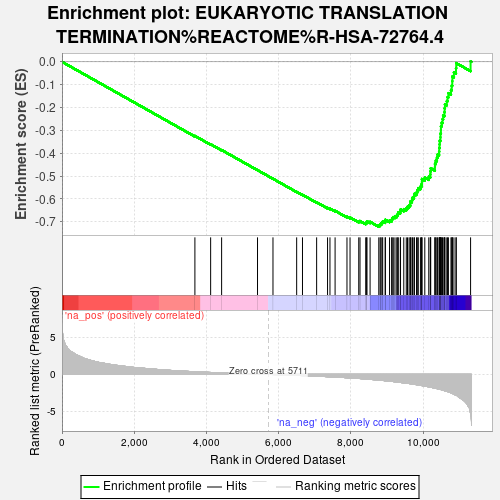 Enrichment plot: EUKARYOTIC TRANSLATION
TERMINATION%REACTOME%R-HSA-72764.4
Enrichment score (ES)
0.0
-0.1
-0.2
-0.3
-0.4
-0.5
-0.6
-0.7
Ranked list metric (PreRanked)
'na_pos' (positively correlated)
5
0
-5
Zero cross at 5711
'na_neg' (negatively correlated)
0
2,000
4,000
6,000
8,000
10,000
Rank in Ordered Dataset
Enrichment profile
Hits
Ranking metric scores